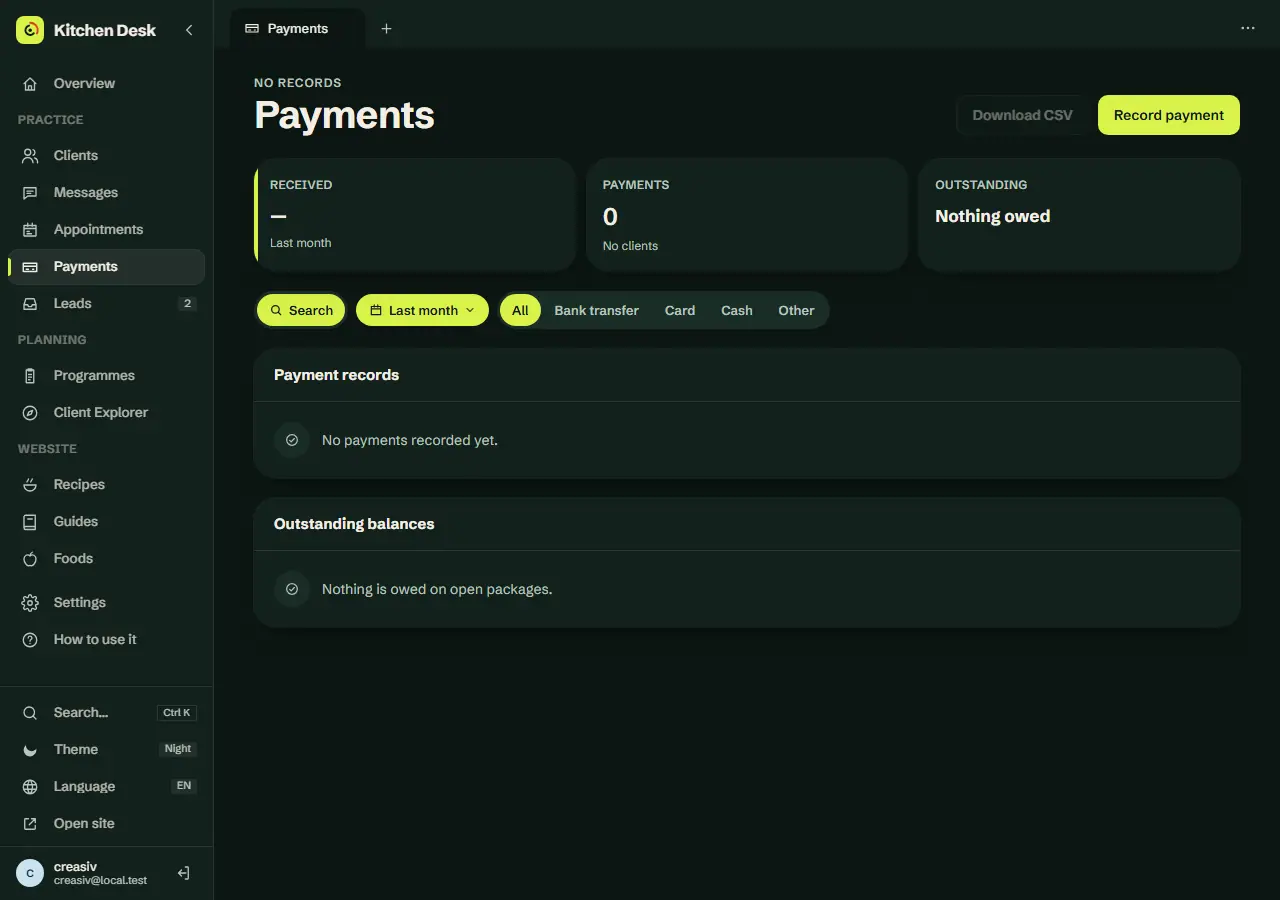 Kitchen Desk
Overview
PRACTICE
Clients
Messages
Appointments
Payments
Leads 2
PLANNING
Programmes
Client Explorer
WEBSITE
Recipes
Guides
Foods
Settings
How to use it
Search... Ctrl K
Theme Night
Language EN
Open site
C
creasiv
creasiv@local.test
Payments
NO RECORDS
Payments
Download CSV
Record payment
RECEIVED
–
Last month
PAYMENTS
0
No clients
OUTSTANDING
Nothing owed
Search
Last month
All
Bank transfer
Card
Cash
Other
Payment records
No payments recorded yet.
Outstanding balances
Nothing is owed on open packages.